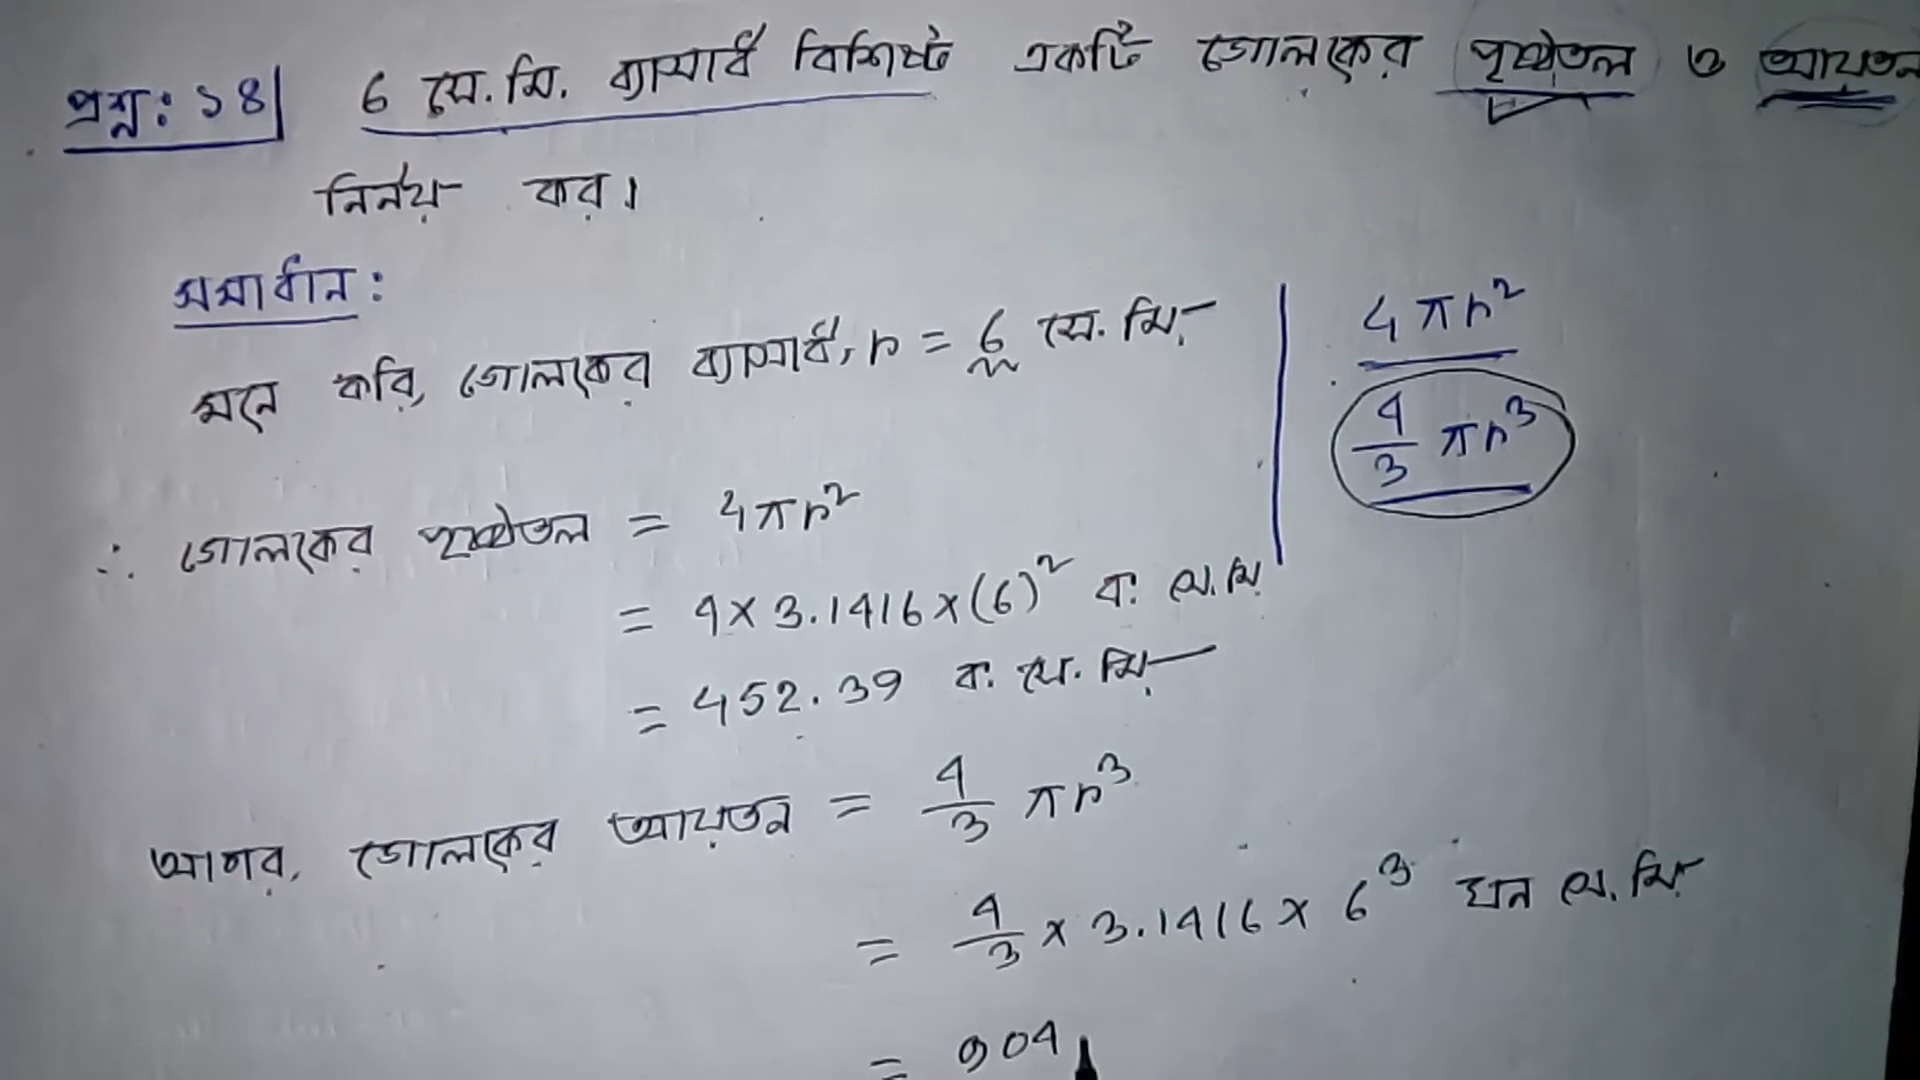 প্রশ্ন: ১৪| 6 সে.মি. ব্যাসার্ধ বিশিষ্ট একটি গোলকের পৃষ্ঠতল ও আয়তন
নির্নয় কর।
সমাধান:
মনে করি, গোলকের ব্যাসার্ধ, r = 6 সে. মি.
4πr²
4/3 πr³
∴ গোলকের পৃষ্ঠতল = 4πr²
= 4×3.1416×(6)² ব: সে.মি.
= 452.39 ব: সে. মি.
আবার, গোলকের আয়তন = 4/3 πr³
= 4/3 × 3.1416 × 6³ ঘন সে. মি.
= 904